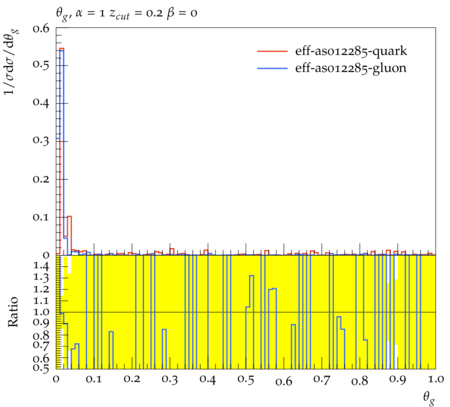 θg, α = 1 zcut = 0.2 β = 0
1/σdσ/dθg
0.6
0.5
0.4
0.3
0.2
0.1
0
eff-as012285-quark
eff-as012285-gluon
Ratio
1.4
1.3
1.2
1.1
1.0
0.9
0.8
0.7
0.6
0.5
0 0.1 0.2 0.3 0.4 0.5 0.6 0.7 0.8 0.9 1.0
θg